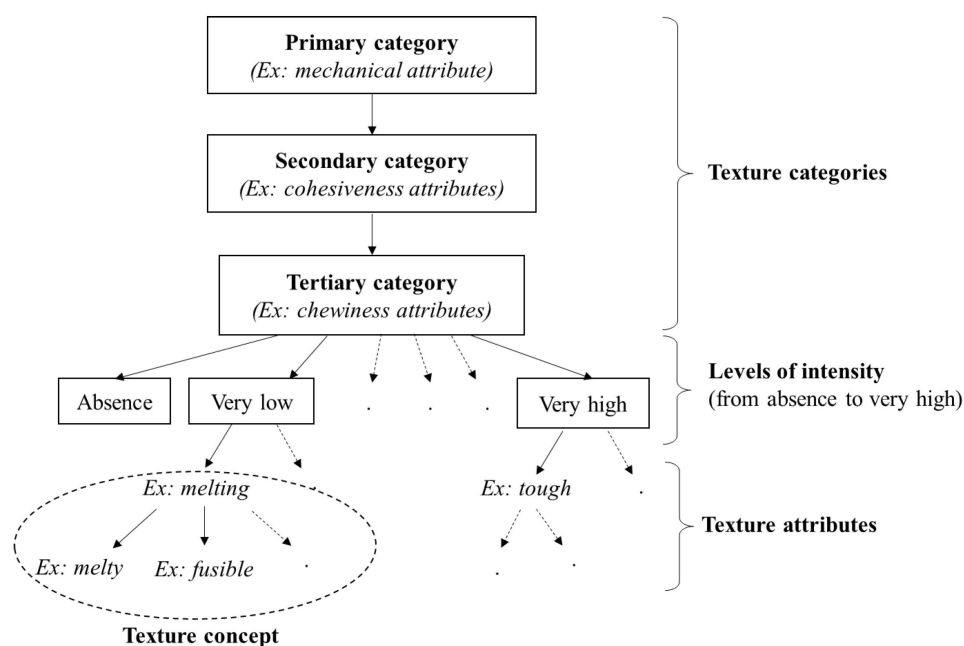 Primary category
(Ex: mechanical attribute)
Secondary category
(Ex: cohesiveness attributes)
Texture categories
Tertiary category
(Ex: chewiness attributes)
Levels of intensity
(from absence to very high)
Absence
Very low
. . .
Very high
Ex: melting
.
Ex: tough
.
Texture attributes
Ex: melty
Ex: fusible
.
.
.
Texture concept